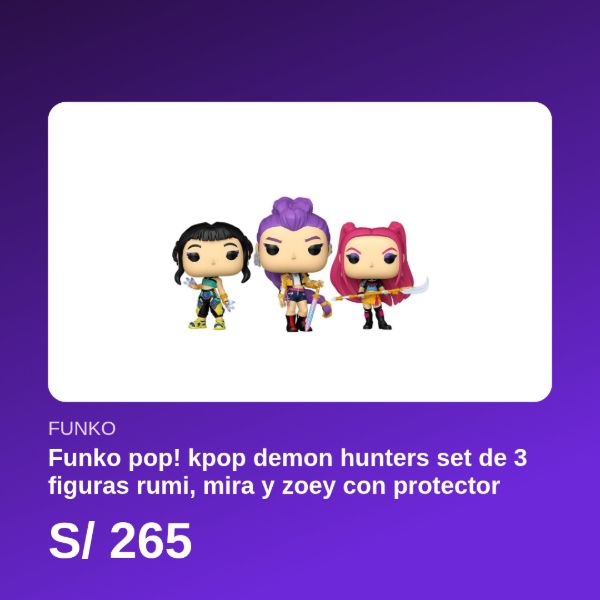 FUNKO
Funko pop! kpop demon hunters set de 3
figuras rumi, mira y zoey con protector
S/ 265